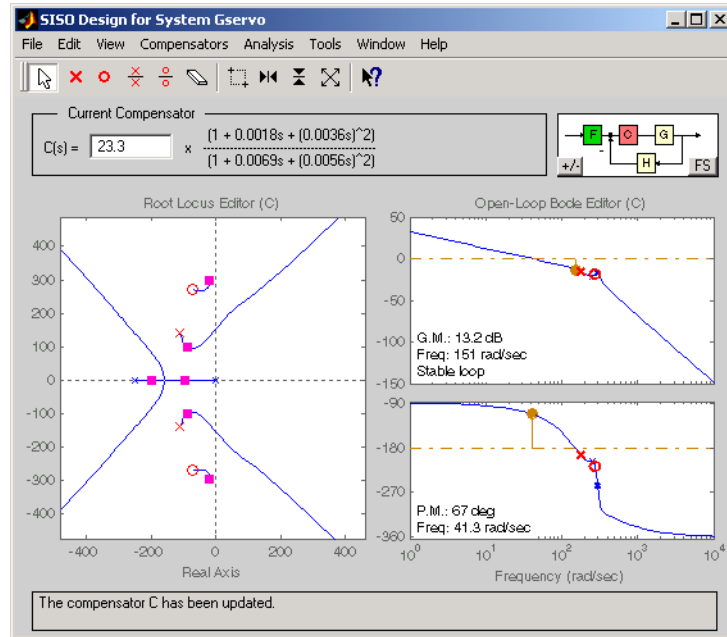 SISO Design for System Gservo
File Edit View Compensators Analysis Tools Window Help
Current Compensator
C(s) = 23.3 x (1 + 0.0018s + (0.0036s)^2)
(1 + 0.0069s + (0.0056s)^2)
F C G
H
+/- FS
Root Locus Editor (C)
400
300
200
100
0
-100
-200
-300
-400
-400 -200 0 200 400
Real Axis
Open-Loop Bode Editor (C)
50
0
-50
-100
-150
G.M.: 13.2 dB
Freq: 151 rad/sec
Stable loop
-90
-180
-270
-360
P.M.: 67 deg
Freq: 41.3 rad/sec
10^0 10^1 10^2 10^3 10^4
Frequency (rad/sec)
The compensator C has been updated.